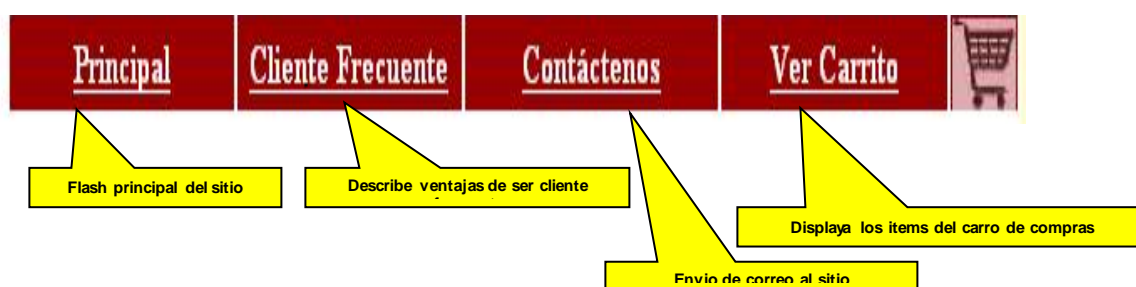 Principal Cliente Frecuente Contáctenos Ver Carrito
Flash principal del sitio
Describe ventajas de ser cliente
Displaya los items del carro de compras
Envio de correo al sitio